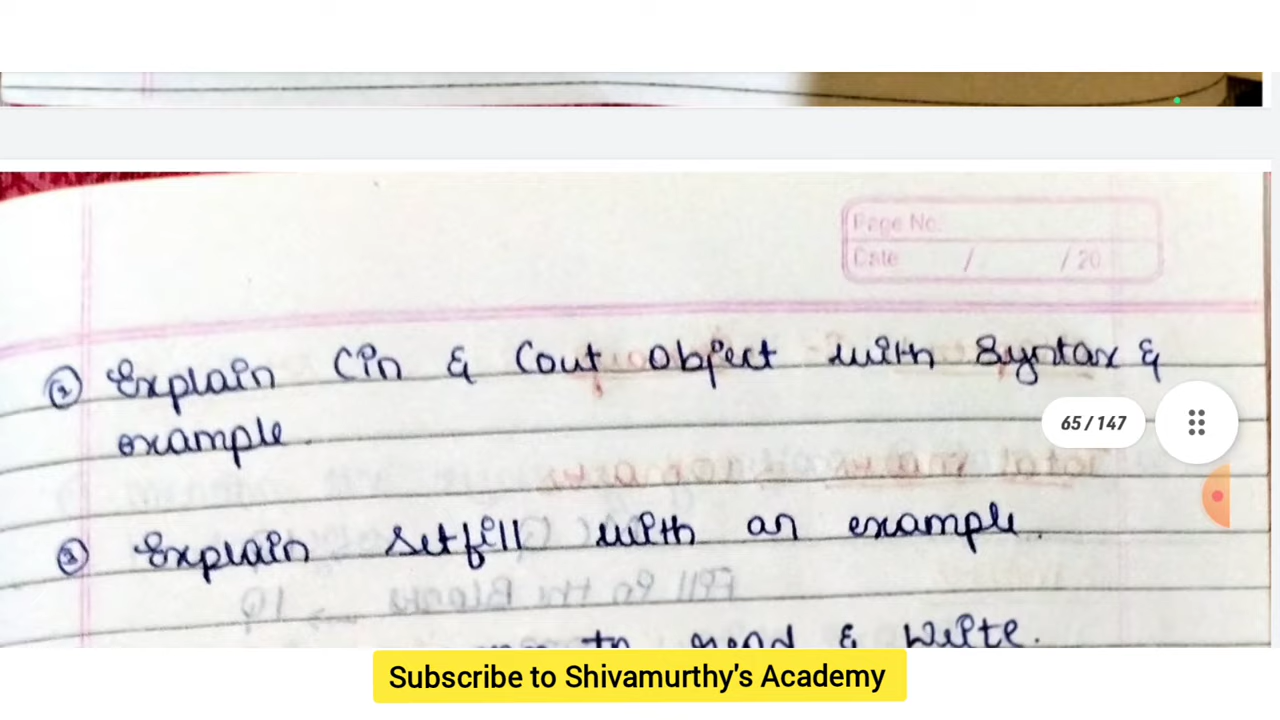 Page No.
Date / / 20
② Explain Cin & Cout Object with Syntax &
example.
65 / 147
③ Explain setfill with an example.
to read & Write.
Subscribe to Shivamurthy's Academy